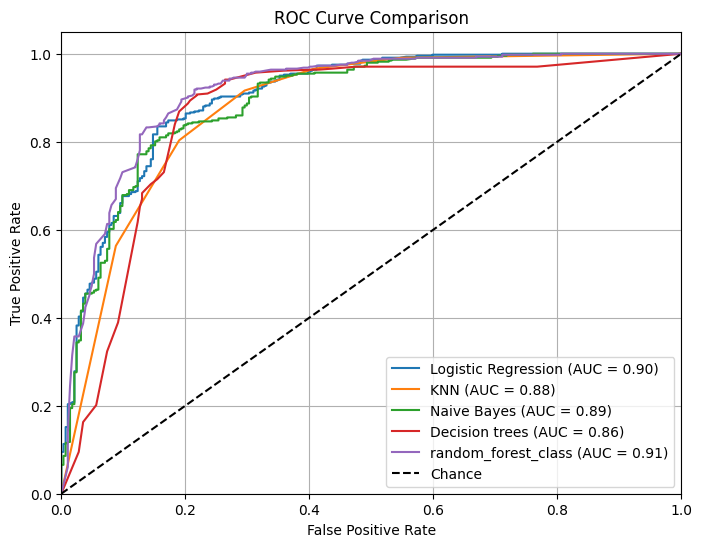 ROC Curve Comparison
True Positive Rate
1.0
0.8
0.6
0.4
0.2
0.0
Logistic Regression (AUC = 0.90)
KNN (AUC = 0.88)
Naive Bayes (AUC = 0.89)
Decision trees (AUC = 0.86)
random_forest_class (AUC = 0.91)
Chance
0.0 0.2 0.4 0.6 0.8 1.0
False Positive Rate